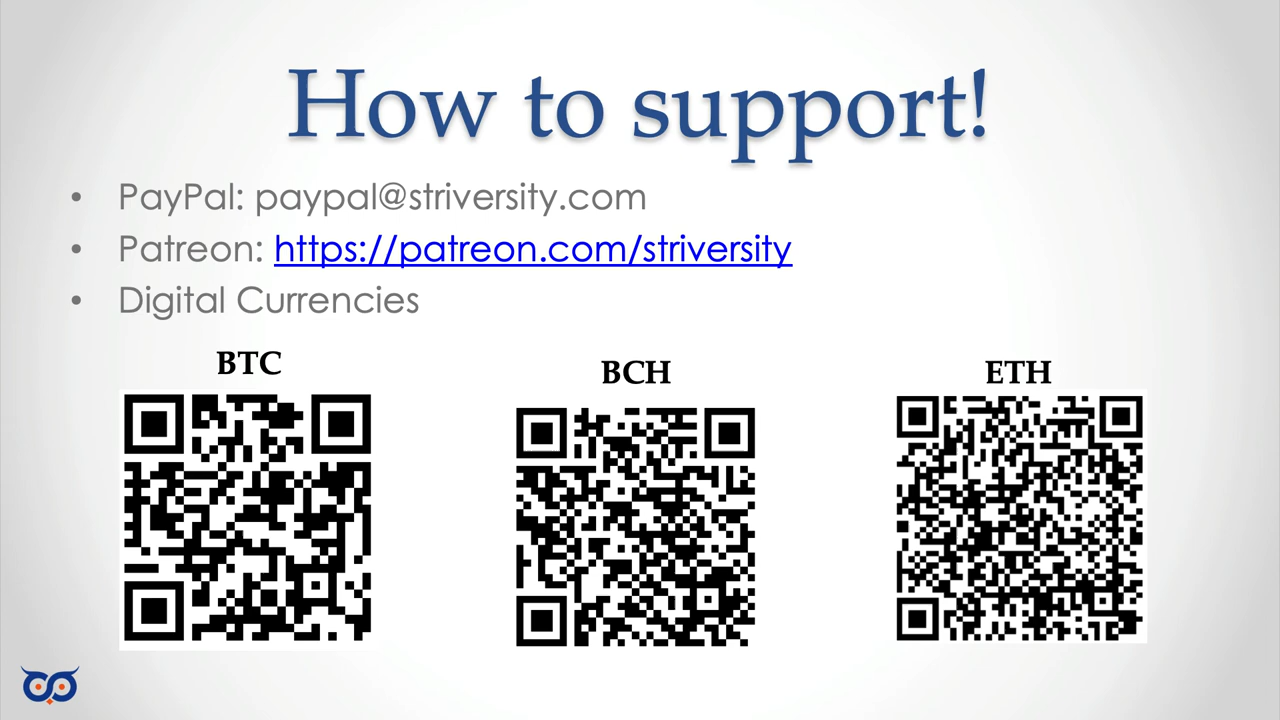 How to support!
• PayPal: paypal@striversity.com
• Patreon: https://patreon.com/striversity
• Digital Currencies
BTC
BCH
ETH